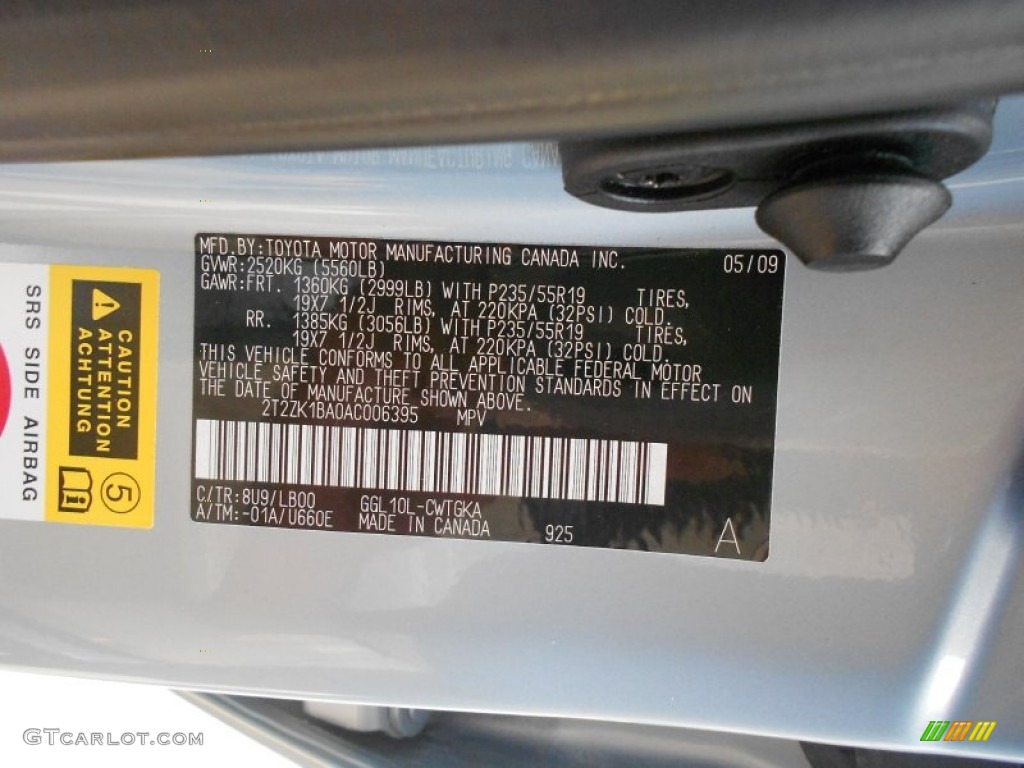 MFD.BY:TOYOTA MOTOR MANUFACTURING CANADA INC. 05/09
GVWR:2520KG (5560LB)
GAWR:FRT. 1360KG (2999LB) WITH P235/55R19 TIRES,
19X7 1/2J RIMS, AT 220KPA (32PSI) COLD.
RR. 1385KG (3056LB) WITH P235/55R19 TIRES,
19X7 1/2J RIMS, AT 220KPA (32PSI) COLD.
THIS VEHICLE CONFORMS TO ALL APPLICABLE FEDERAL MOTOR
VEHICLE SAFETY AND THEFT PREVENTION STANDARDS IN EFFECT ON
THE DATE OF MANUFACTURE SHOWN ABOVE.
2T2ZK1BA0AC006395 MPV
C/TR:8U9/LB00 GGL10L-CWTGKA
A/TM:-01A/U660E MADE IN CANADA 925 A
SRS SIDE AIRBAG
CAUTION
ATTENTION
ACHTUNG
5
GTCARLOT.COM